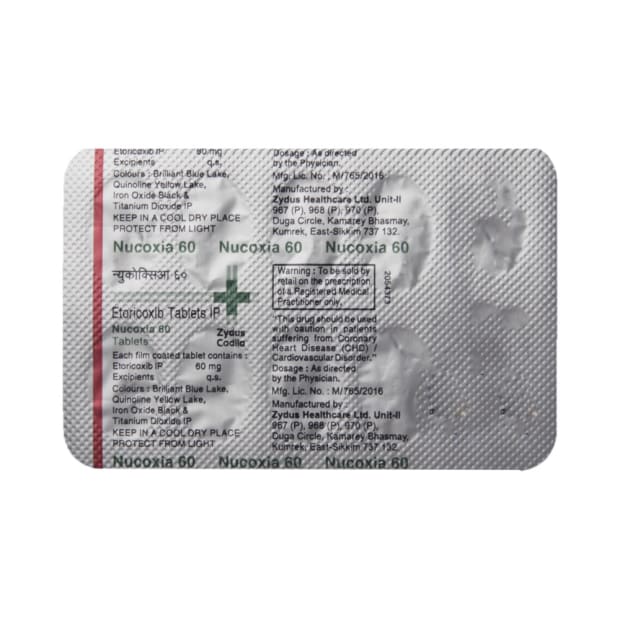 Etoricoxib IP 60 mg
Excipients q.s.
Colours : Brilliant Blue Lake,
Quinoline Yellow Lake,
Iron Oxide Black &
Titanium Dioxide IP
KEEP IN A COOL DRY PLACE
PROTECT FROM LIGHT
Dosage : As directed
by the Physician.
Mfg. Lic. No. : M/765/2016
Manufactured by :
Zydus Healthcare Ltd. Unit-II
967 (P), 968 (P), 970 (P),
Duga Circle, Kamarey Bhasmay,
Kumrek, East-Sikkim 737 132.
Nucoxia 60 Nucoxia 60 Nucoxia 60
न्युकोक्सिआ ६०
Etoricoxib Tablets IP
Nucoxia 60
Tablets
Zydus
Cadila
Each film coated tablet contains :
Etoricoxib IP 60 mg
Excipients q.s.
Colours : Brilliant Blue Lake,
Quinoline Yellow Lake,
Iron Oxide Black &
Titanium Dioxide IP
KEEP IN A COOL DRY PLACE
PROTECT FROM LIGHT
Warning : To be sold by
retail on the prescription
of a Registered Medical
Practitioner only.
2054373
"This drug should be used
with caution in patients
suffering from Coronary
Heart Disease (CHD) /
Cardiovascular Disorder."
Dosage : As directed
by the Physician.
Mfg. Lic. No. : M/765/2016
Manufactured by :
Zydus Healthcare Ltd. Unit-II
967 (P), 968 (P), 970 (P),
Duga Circle, Kamarey Bhasmay,
Kumrek, East-Sikkim 737 132.
Nucoxia 60 Nucoxia 60 Nucoxia 60